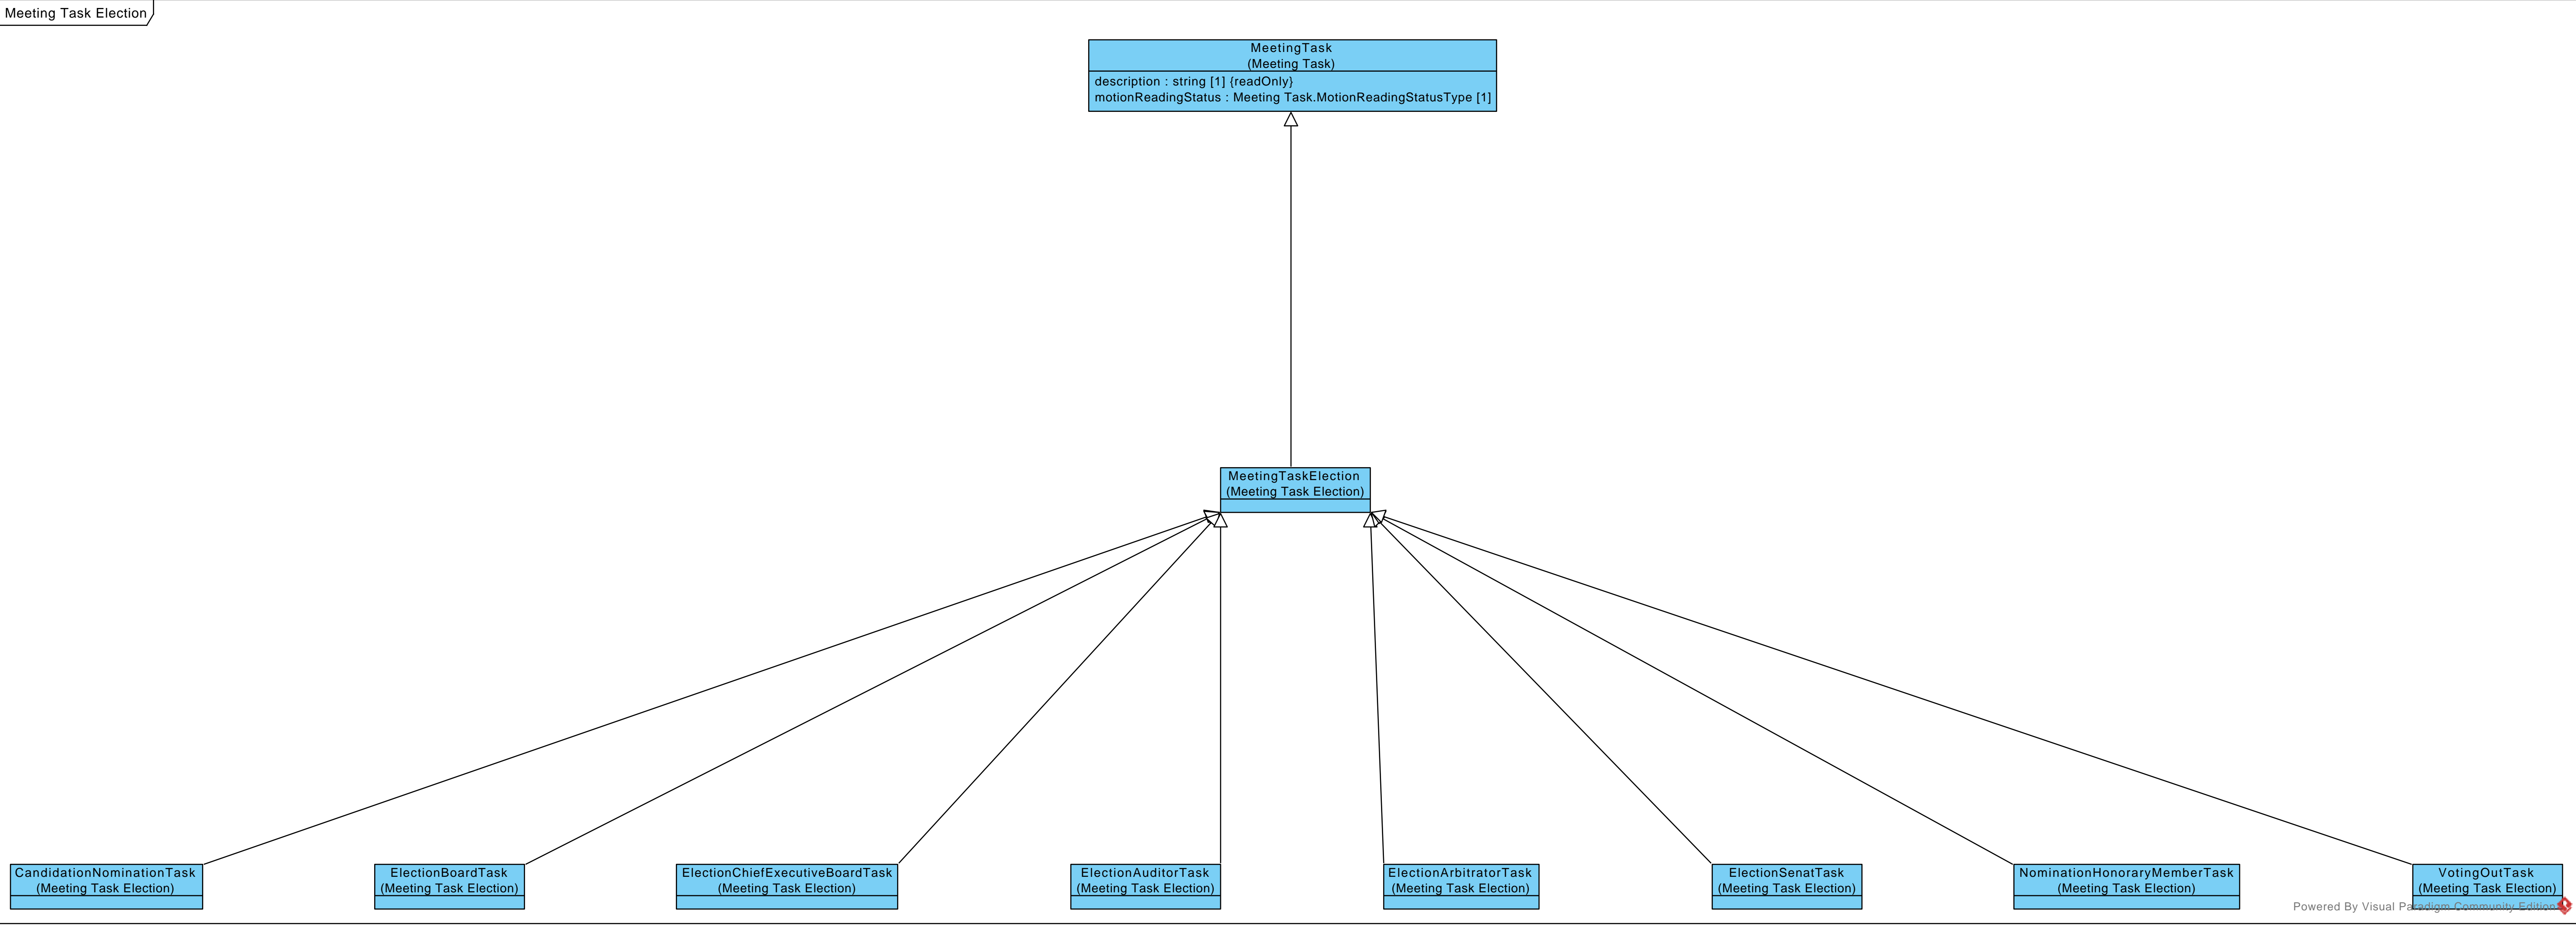 Meeting Task Election
MeetingTask
(Meeting Task)
description : string [1] {readOnly}
motionReadingStatus : Meeting Task.MotionReadingStatusType [1]
MeetingTaskElection
(Meeting Task Election)
CandidationNominationTask
(Meeting Task Election)
ElectionBoardTask
(Meeting Task Election)
ElectionChiefExecutiveBoardTask
(Meeting Task Election)
ElectionAuditorTask
(Meeting Task Election)
ElectionArbitratorTask
(Meeting Task Election)
ElectionSenatTask
(Meeting Task Election)
NominationHonoraryMemberTask
(Meeting Task Election)
VotingOutTask
(Meeting Task Election)
Powered By Visual Paradigm Community Edition